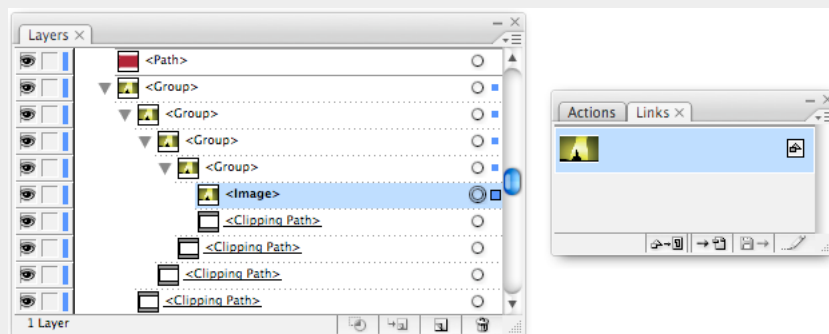 Layers
<Path>
<Group>
<Group>
<Group>
<Group>
<Image>
<Clipping Path>
<Clipping Path>
<Clipping Path>
<Clipping Path>
1 Layer
Actions Links